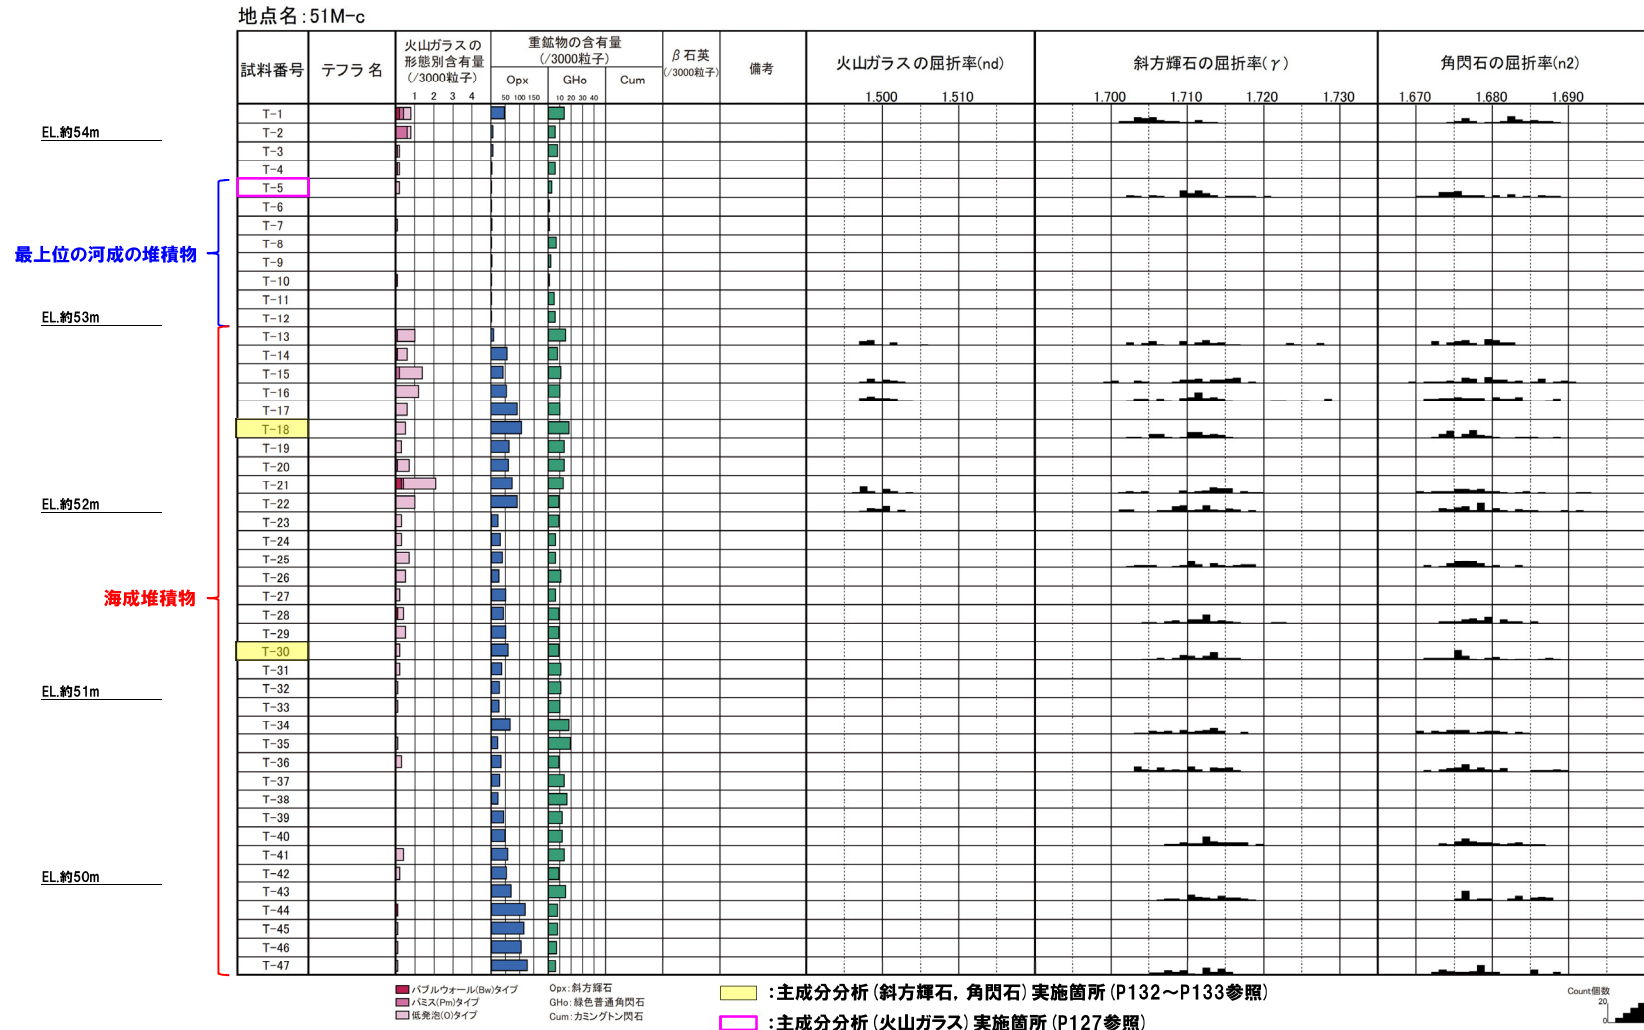 地点名:51M-c
試料番号
テフラ名
火山ガラスの
形態別含有量
(/3000粒子)
1 2 3 4
重鉱物の含有量
(/3000粒子)
Opx GHo Cum
50 100 150 10 20 30 40
β石英
(/3000粒子)
備考
火山ガラスの屈折率(nd)
1.500 1.510
斜方輝石の屈折率(γ)
1.700 1.710 1.720 1.730
角閃石の屈折率(n2)
1.670 1.680 1.690
T-1
EL.約54m
T-2
T-3
T-4
T-5
T-6
T-7
最上位の河成の堆積物
T-8
T-9
T-10
T-11
EL.約53m
T-12
T-13
T-14
T-15
T-16
T-17
T-18
T-19
T-20
T-21
EL.約52m
T-22
T-23
T-24
T-25
T-26
T-27
海成堆積物
T-28
T-29
T-30
T-31
EL.約51m
T-32
T-33
T-34
T-35
T-36
T-37
T-38
T-39
T-40
T-41
EL.約50m
T-42
T-43
T-44
T-45
T-46
T-47
バブルウォール(Bw)タイプ
パミス(Pm)タイプ
低発泡(O)タイプ
Opx:斜方輝石
GHo:緑色普通角閃石
Cum:カミングトン閃石
:主成分分析(斜方輝石,角閃石)実施箇所(P132～P133参照)
:主成分分析(火山ガラス)実施箇所(P127参照)
Count個数
20
0